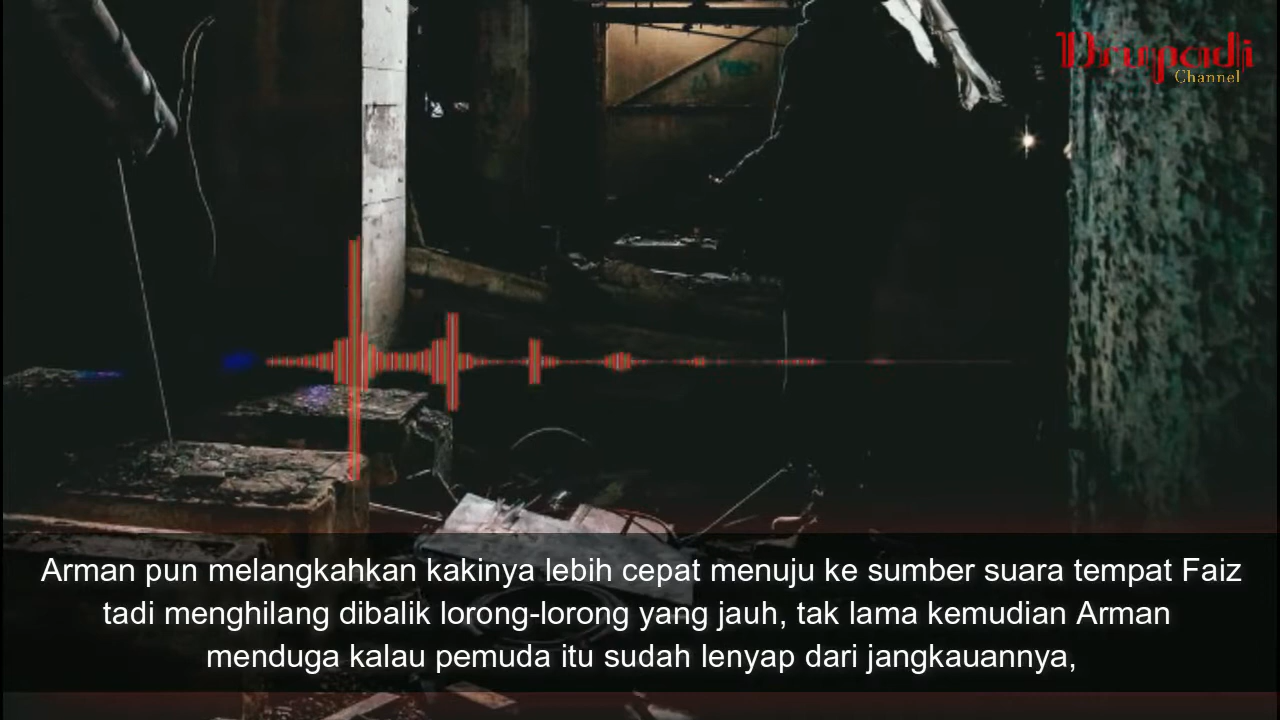 Drupadi
Channel
Arman pun melangkahkan kakinya lebih cepat menuju ke sumber suara tempat Faiz
tadi menghilang dibalik lorong-lorong yang jauh, tak lama kemudian Arman
menduga kalau pemuda itu sudah lenyap dari jangkauannya,